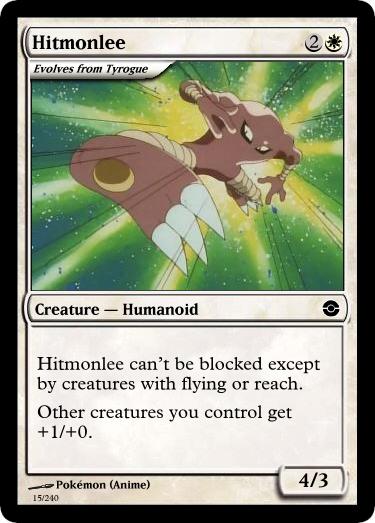 Hitmonlee 2
Evolves from Tyrogue
Creature — Humanoid
Hitmonlee can't be blocked except
by creatures with flying or reach.
Other creatures you control get
+1/+0.
4/3
Pokémon (Anime)
15/240